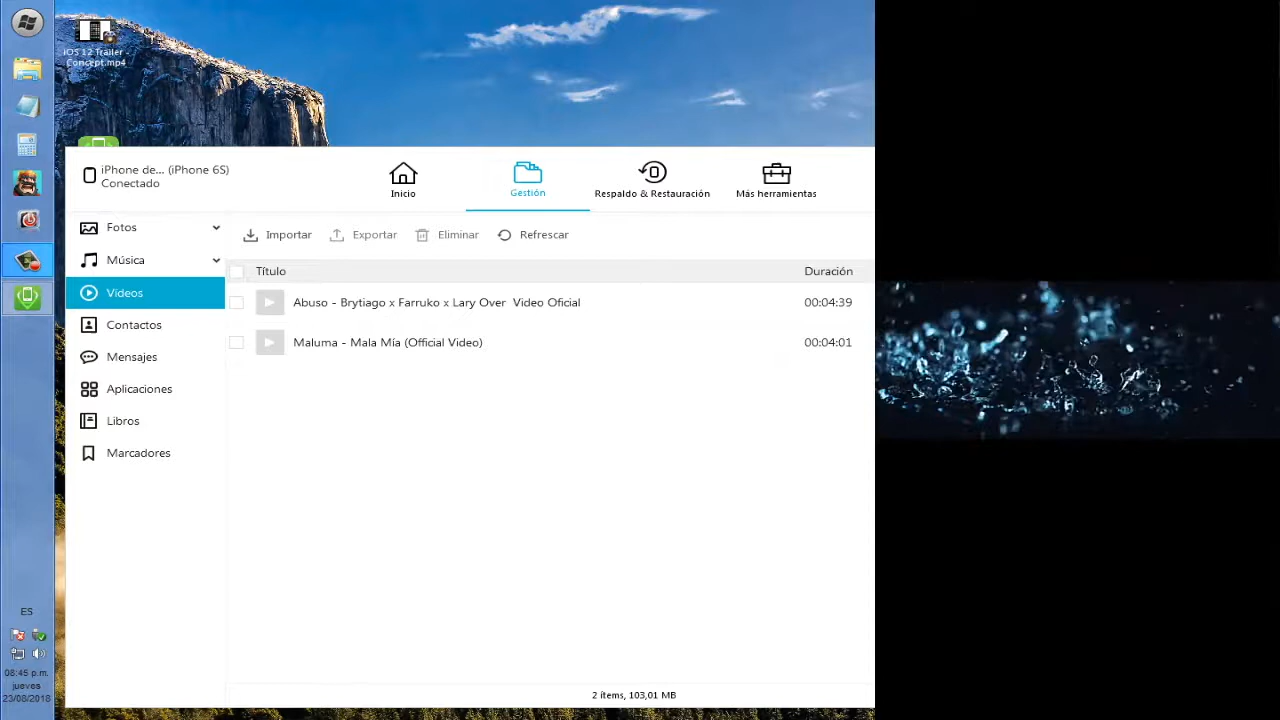 iOS 12 Trailer -
Concept.mp4
iPhone de... (iPhone 6S)
Conectado
Inicio
Gestión
Respaldo & Restauración
Más herramientas
Fotos
Música
Vídeos
Contactos
Mensajes
Aplicaciones
Libros
Marcadores
Importar
Exportar
Eliminar
Refrescar
Título
Duración
Abuso - Brytiago x Farruko x Lary Over Video Oficial
00:04:39
Maluma - Mala Mía (Official Video)
00:04:01
2 ítems, 103,01 MB
ES
08:45 p.m.
jueves
23/08/2018